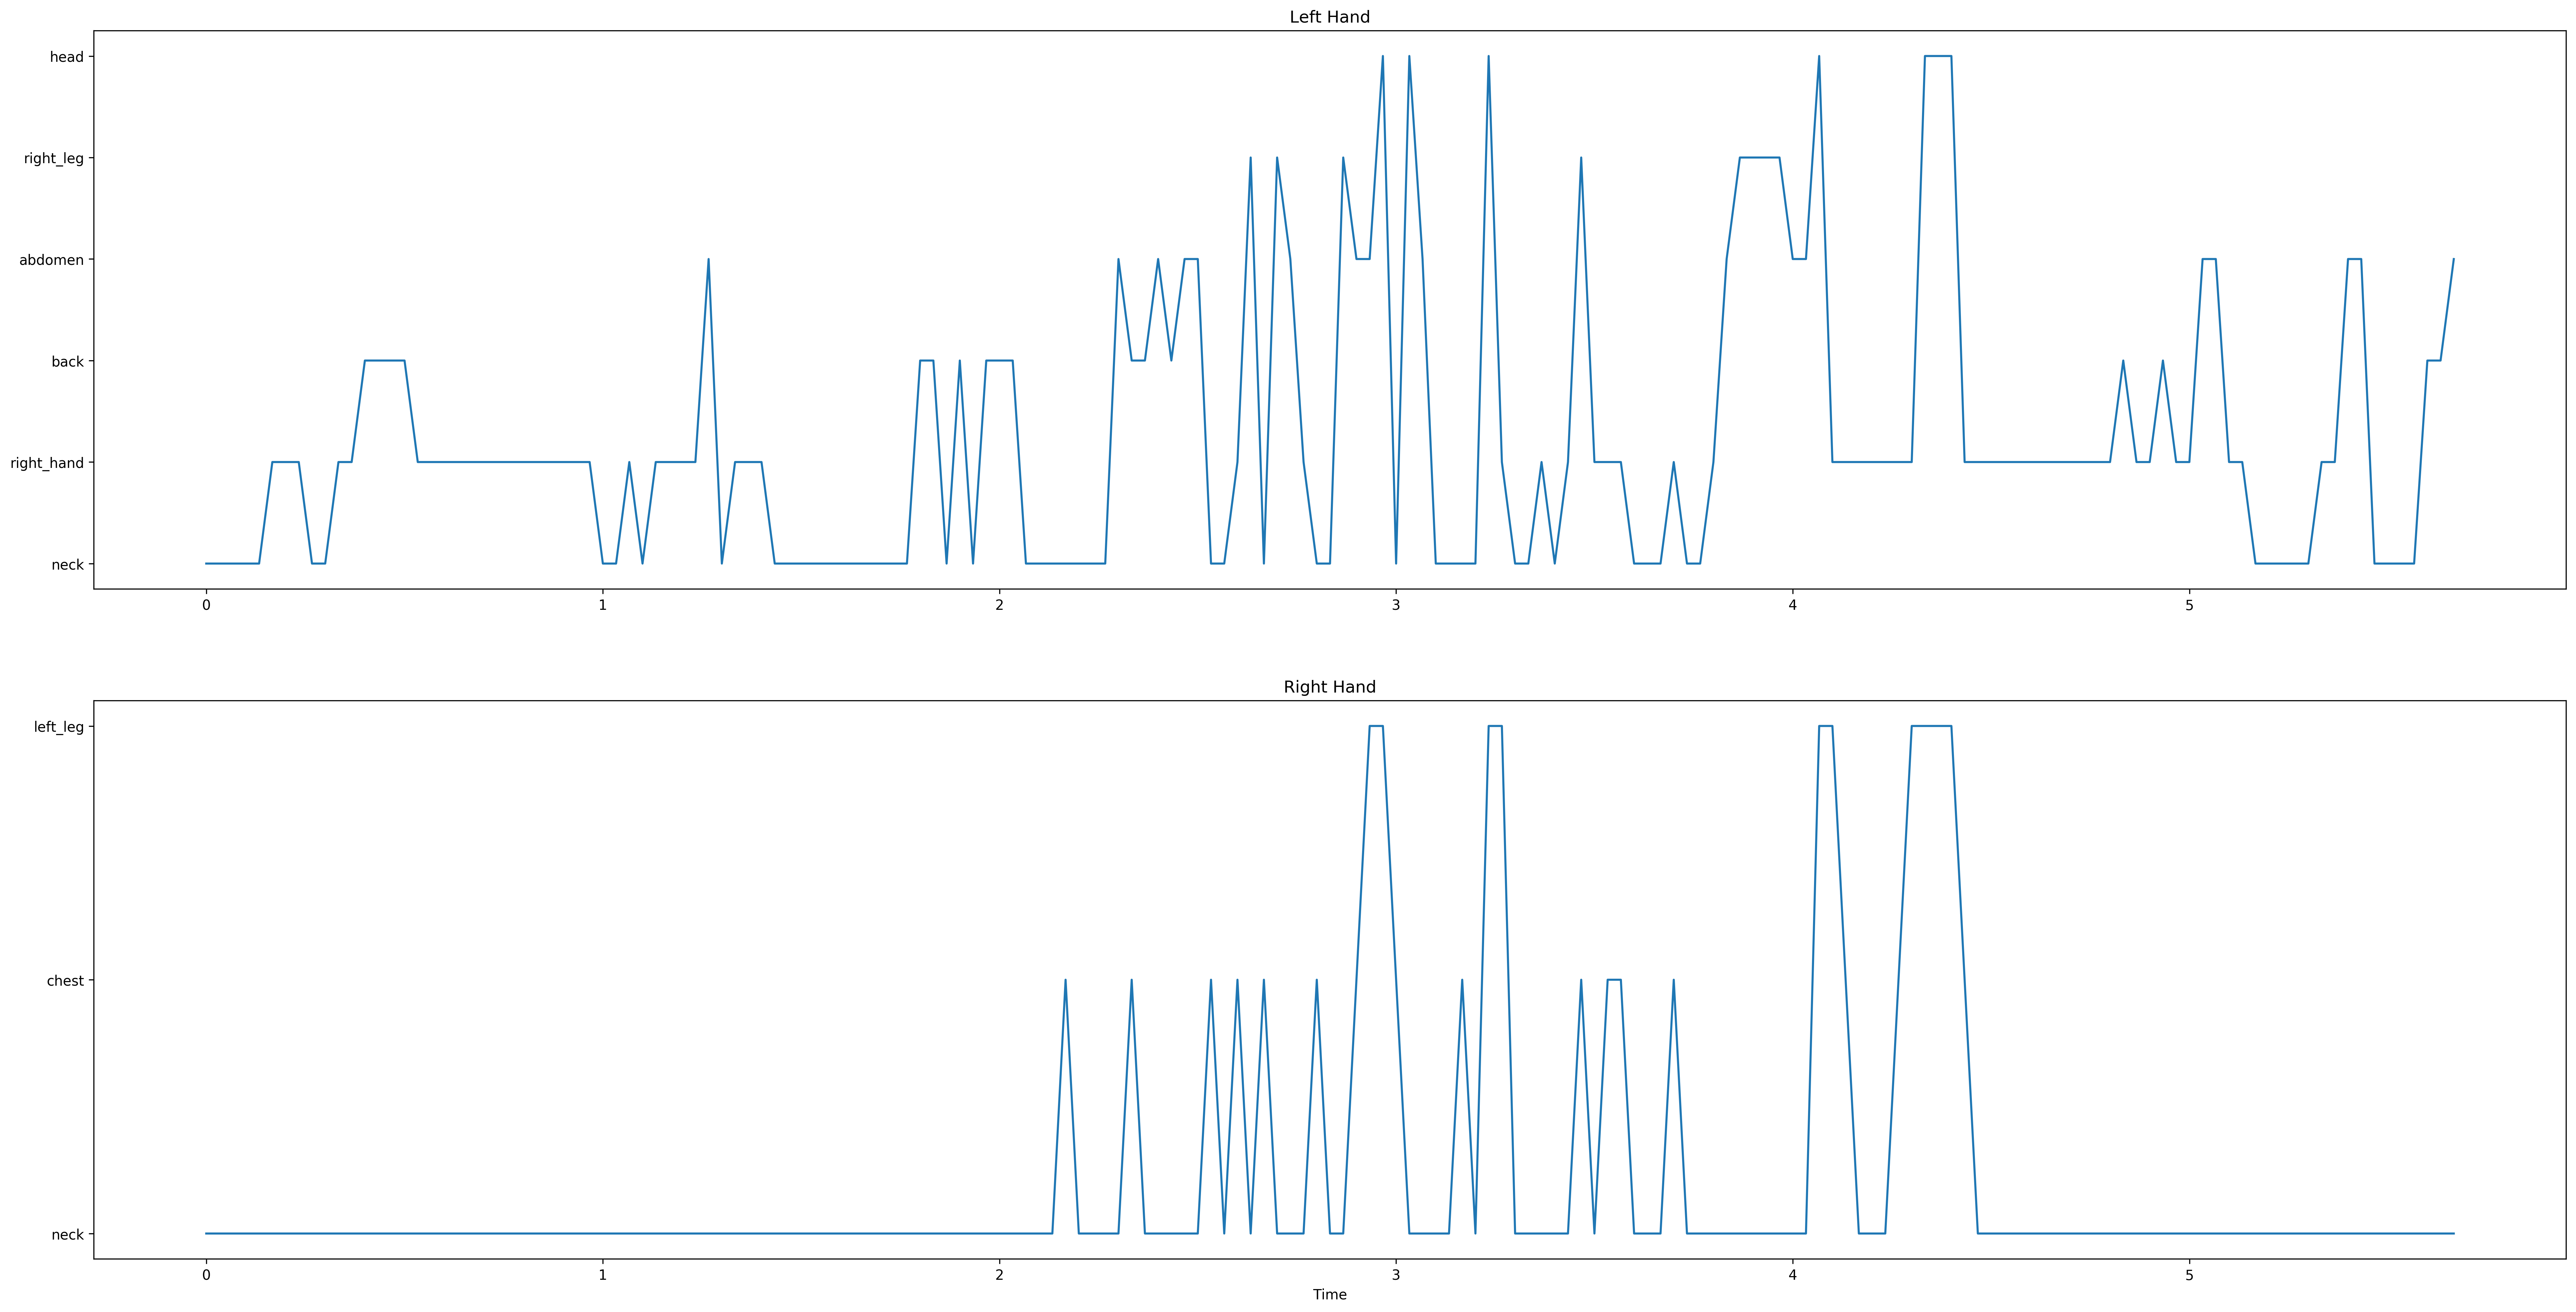 Left Hand
head
right_leg
abdomen
back
right_hand
neck
0 1 2 3 4 5
Right Hand
left_leg
chest
neck
0 1 2 3 4 5
Time